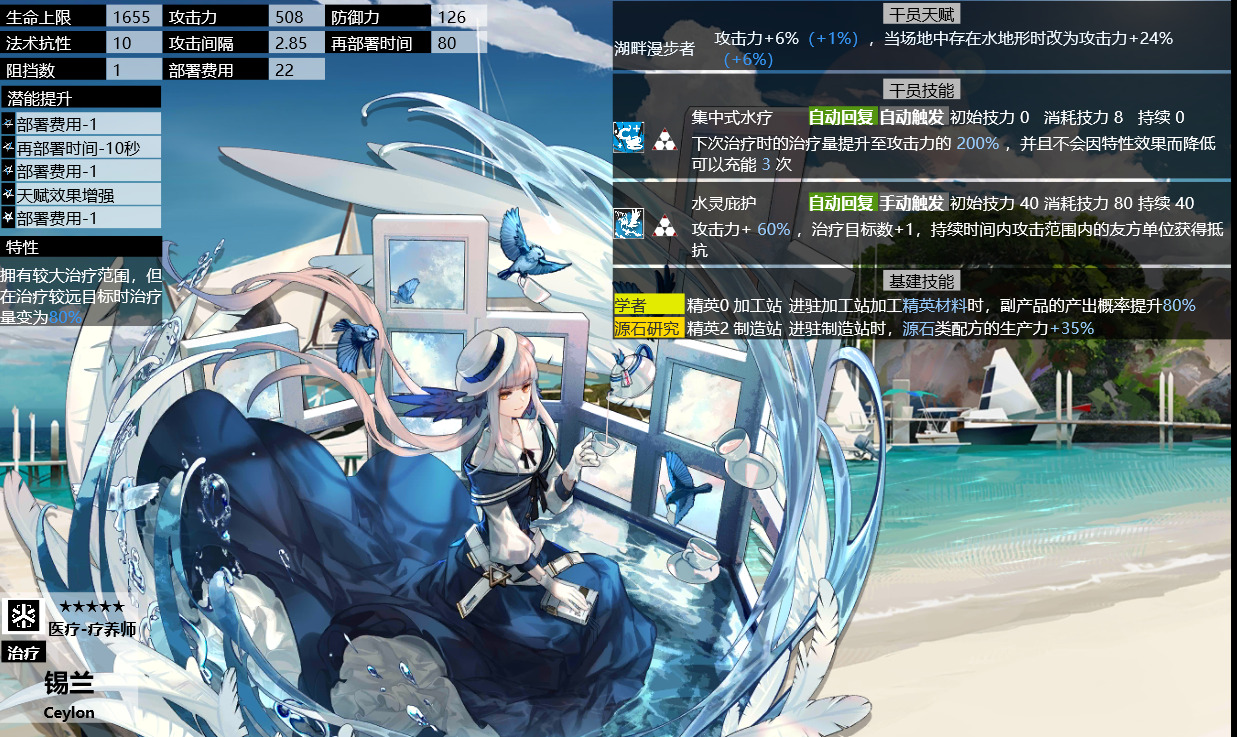 生命上限 1655 攻击力 508 防御力 126
法术抗性 10 攻击间隔 2.85 再部署时间 80
阻挡数 1 部署费用 22
潜能提升
部署费用-1
再部署时间-10秒
部署费用-1
天赋效果增强
部署费用-1
特性
拥有较大治疗范围，但
在治疗较远目标时治疗
量变为80%
★★★★★
医疗-疗养师
治疗
锡兰
Ceylon
干员天赋
湖畔漫步者 攻击力+6%（+1%），当场地中存在水地形时改为攻击力+24%
（+6%）
干员技能
集中式水疗 自动回复 自动触发 初始技力 0 消耗技力 8 持续 0
下次治疗时的治疗量提升至攻击力的 200% ，并且不会因特性效果而降低
可以充能 3 次
水灵庇护 自动回复 手动触发 初始技力 40 消耗技力 80 持续 40
攻击力+ 60% ，治疗目标数+1，持续时间内攻击范围内的友方单位获得抵
抗
基建技能
学者 精英0 加工站 进驻加工站加工精英材料时，副产品的产出概率提升80%
源石研究 精英2 制造站 进驻制造站时，源石类配方的生产力+35%